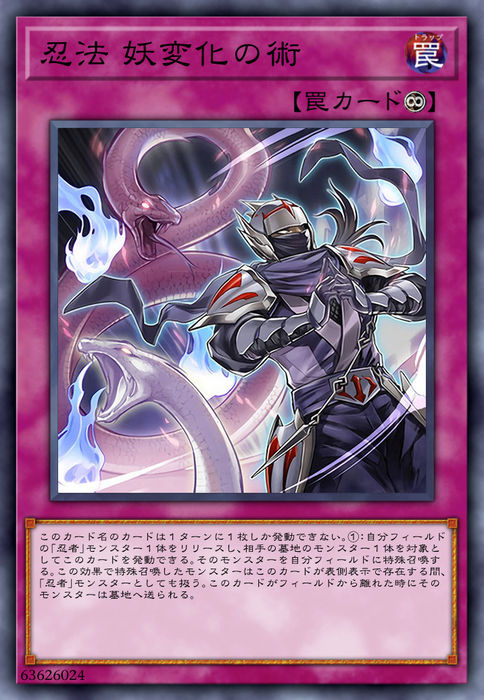 忍法 妖変化の術
トラップ
罠
【罠カード】
このカード名のカードは1ターンに1枚しか発動できない。①:自分フィールド
の「忍者」モンスター1体をリリースし、相手の墓地のモンスター1体を対象と
してこのカードを発動できる。そのモンスターを自分フィールドに特殊召喚す
る。この効果で特殊召喚したモンスターはこのカードが表側表示で存在する間、
「忍者」モンスターとしても扱う。このカードがフィールドから離れた時にその
モンスターは墓地へ送られる。
63626024